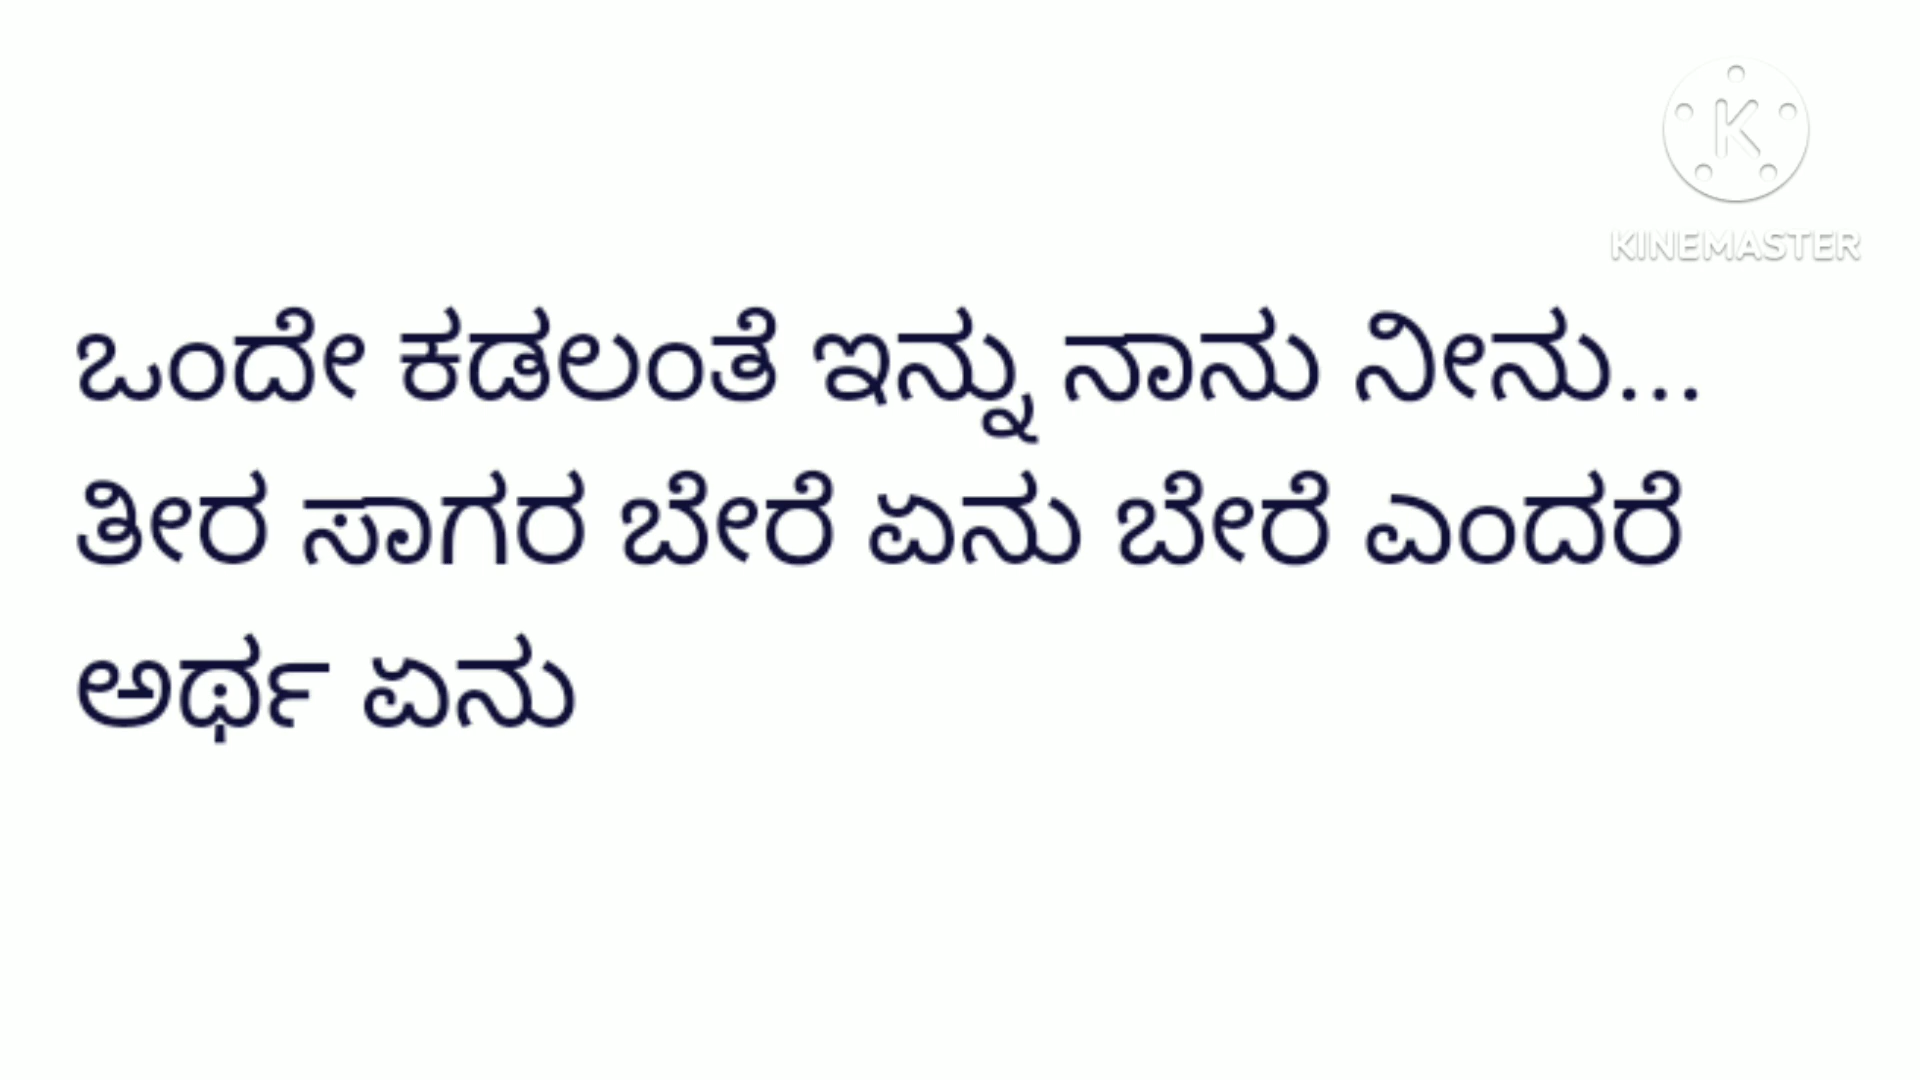 KINEMASTER
ಒಂದೇ ಕಡಲಂತೆ ಇನ್ನು ನಾನು ನೀನು...
ತೀರ ಸಾಗರ ಬೇರೆ ಏನು ಬೇರೆ ಎಂದರೆ
ಅರ್ಥ ಏನು